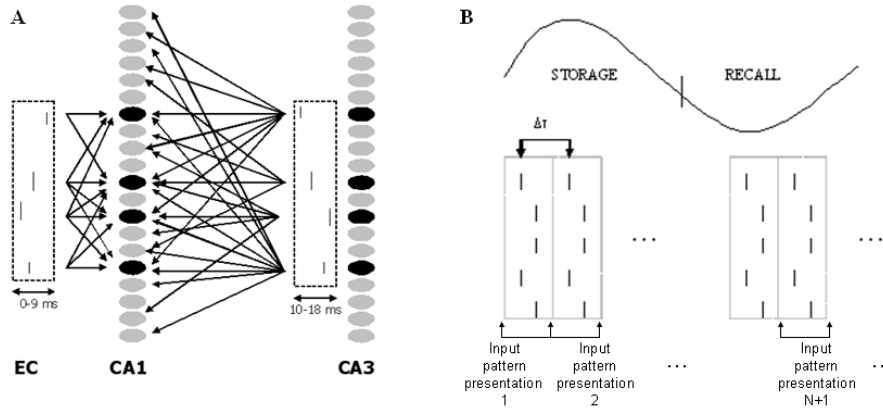 A
0-9 ms
10-18 ms
EC
CA1
CA3
B
STORAGE
RECALL
Δτ
...
...
Input
pattern
presentation
1
Input
pattern
presentation
2
...
Input
pattern
presentation
N+1
..